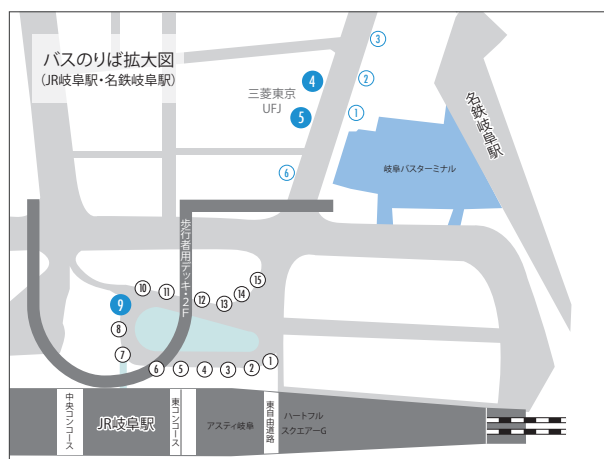 バスのりば拡大図
(JR岐阜駅・名鉄岐阜駅)
3
2
4
三菱東京
UFJ
5
1
6
名鉄岐阜駅
岐阜バスターミナル
歩行者用デッキ・2F
15
14
13
12
11
10
9
8
7
6
5
4
3
2
1
中央コンコース
JR岐阜駅
東コンコース
アスティ岐阜
東自由道路
ハートフル
スクエアーG